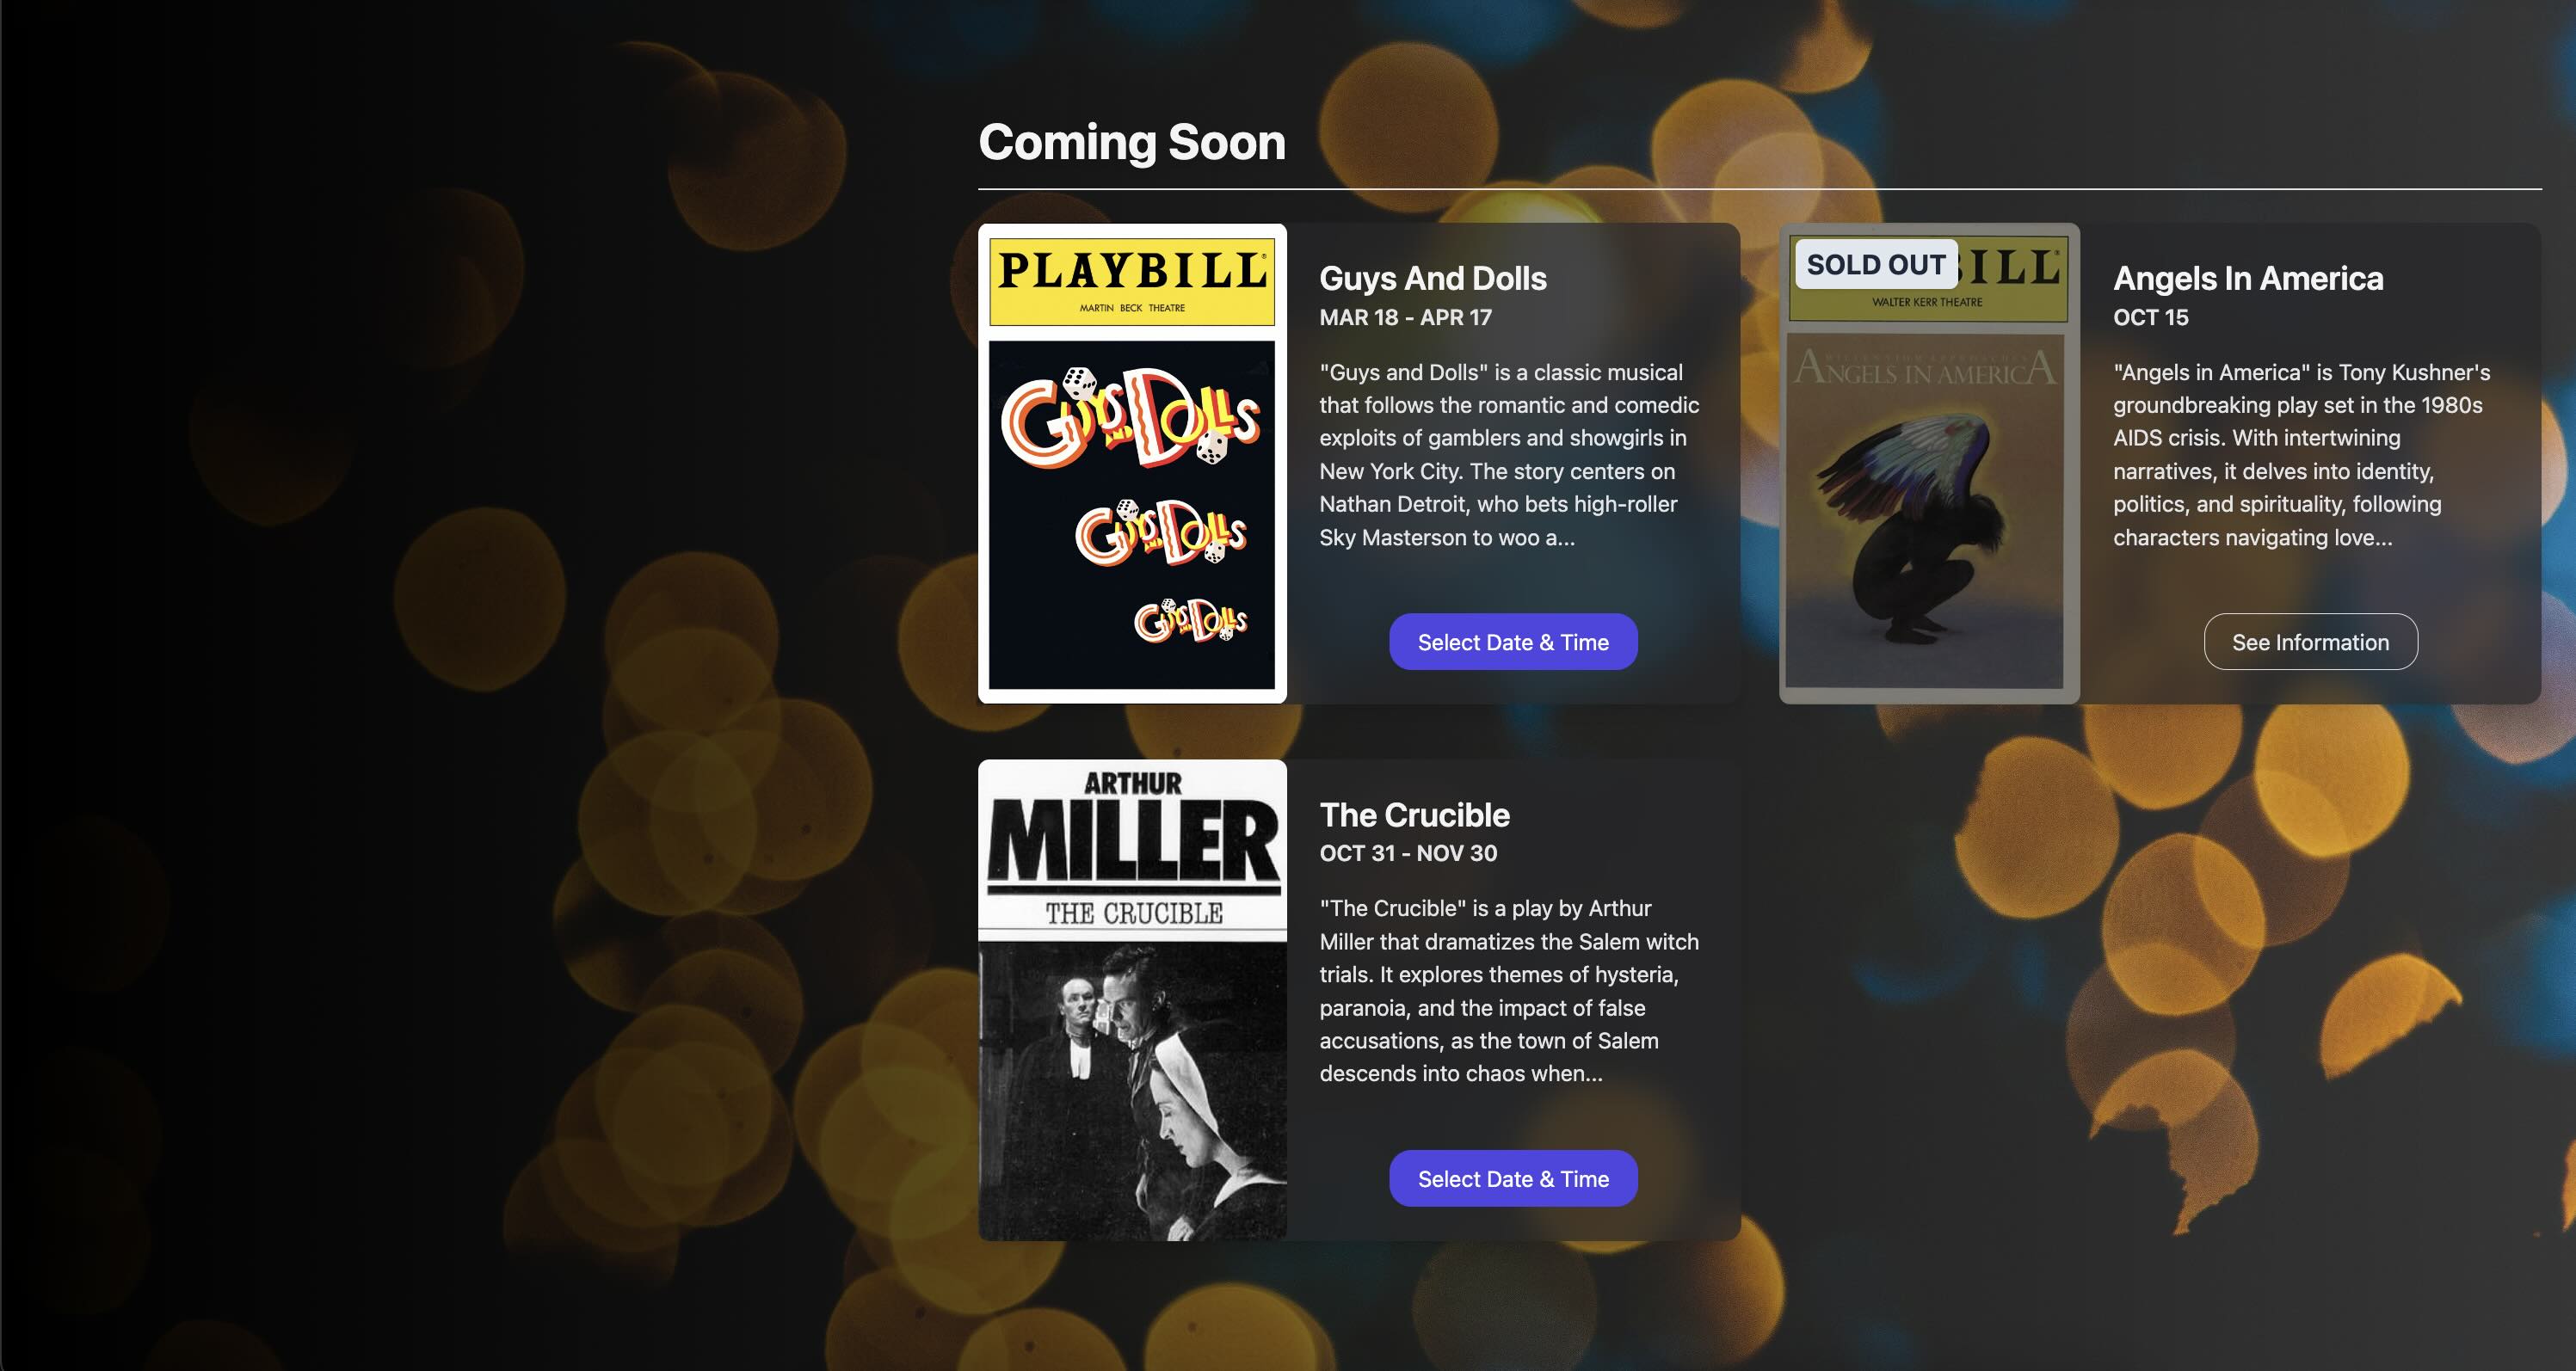 Coming Soon
PLAYBILL
MARTIN BECK THEATRE
GUYS AND DOLLS
GUYS AND DOLLS
GUYS AND DOLLS
Guys And Dolls
MAR 18 - APR 17
"Guys and Dolls" is a classic musical
that follows the romantic and comedic
exploits of gamblers and showgirls in
New York City. The story centers on
Nathan Detroit, who bets high-roller
Sky Masterson to woo a...
Select Date & Time
SOLD OUT
ILL
WALTER KERR THEATRE
ANGELS IN AMERICA
Angels In America
OCT 15
"Angels in America" is Tony Kushner's
groundbreaking play set in the 1980s
AIDS crisis. With intertwining
narratives, it delves into identity,
politics, and spirituality, following
characters navigating love...
See Information
ARTHUR
MILLER
THE CRUCIBLE
The Crucible
OCT 31 - NOV 30
"The Crucible" is a play by Arthur
Miller that dramatizes the Salem witch
trials. It explores themes of hysteria,
paranoia, and the impact of false
accusations, as the town of Salem
descends into chaos when...
Select Date & Time